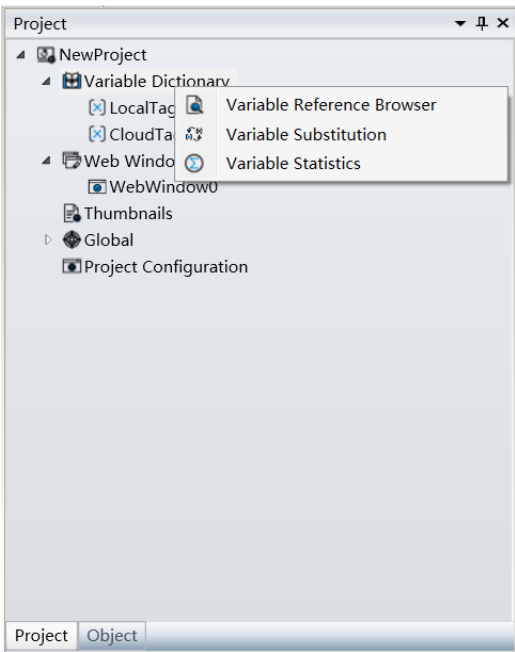 Project
NewProject
Variable Dictionary
LocalTag
Variable Reference Browser
CloudTa
Variable Substitution
Web Windo
Variable Statistics
WebWindow0
Thumbnails
Global
Project Configuration
Project Object